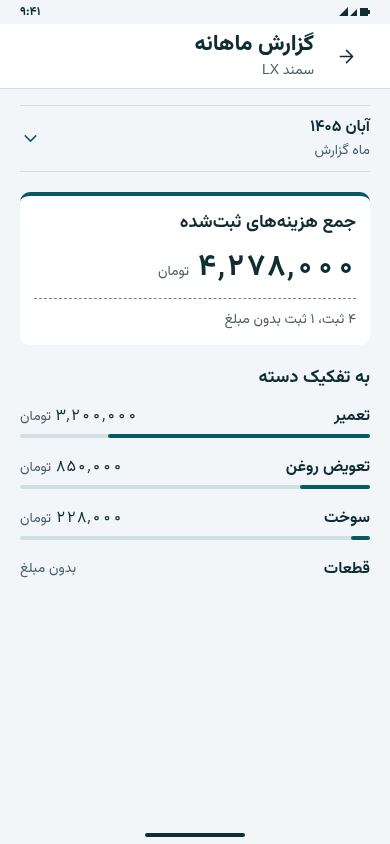 ۹:۴۱
گزارش ماهانه
سمند LX
آبان ۱۴۰۵
ماه گزارش
جمع هزینه‌های ثبت‌شده
۴,۲۷۸,۰۰۰ تومان
۴ ثبت، ۱ ثبت بدون مبلغ
به تفکیک دسته
تعمیر ۳,۲۰۰,۰۰۰ تومان
تعویض روغن ۸۵۰,۰۰۰ تومان
سوخت ۲۲۸,۰۰۰ تومان
قطعات بدون مبلغ